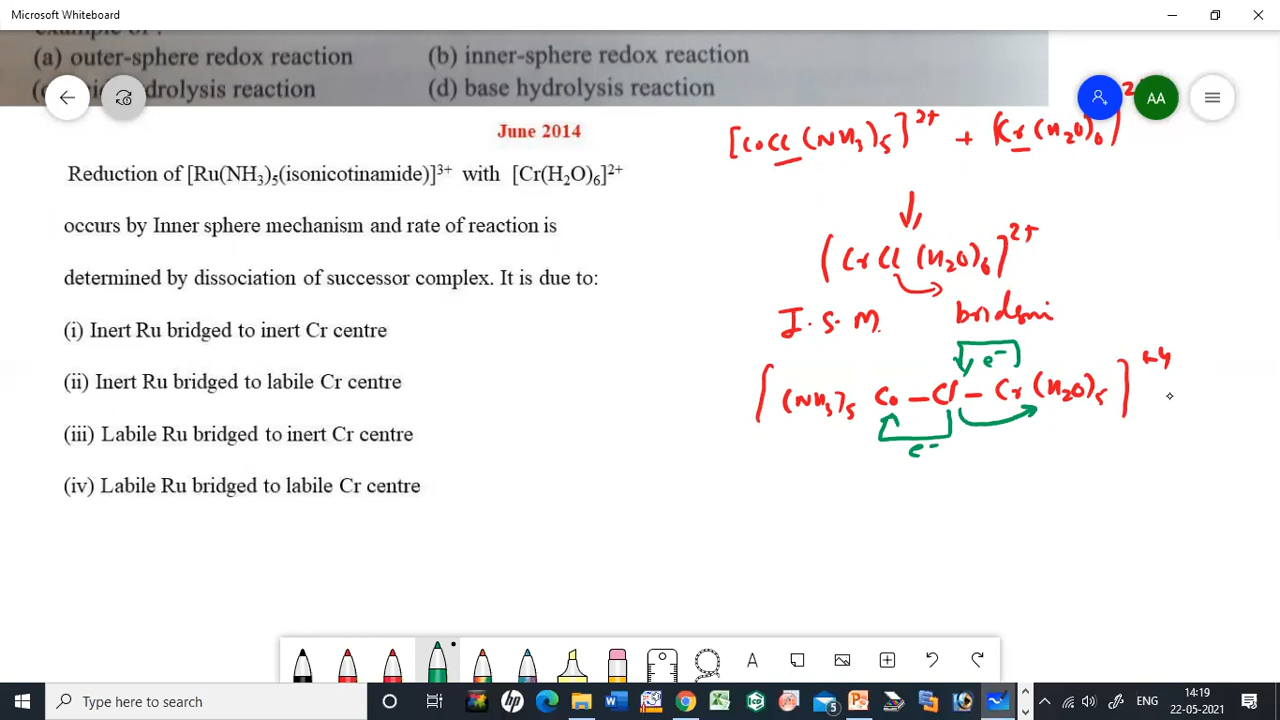 Microsoft Whiteboard
example of :
(a) outer-sphere redox reaction (b) inner-sphere redox reaction
drolysis reaction (d) base hydrolysis reaction
AA
June 2014
Reduction of [Ru(NH₃)₅(isonicotinamide)]³⁺ with [Cr(H₂O)₆]²⁺
occurs by Inner sphere mechanism and rate of reaction is
determined by dissociation of successor complex. It is due to:
(i) Inert Ru bridged to inert Cr centre
(ii) Inert Ru bridged to labile Cr centre
(iii) Labile Ru bridged to inert Cr centre
(iv) Labile Ru bridged to labile Cr centre
[CoCl(NH₃)₅]²⁺ + [Cr(H₂O)₆]²
[CrCl(H₂O)₆]²⁺
I.S.M.
e⁻
[(NH₃)₅ Co – Cl – Cr(H₂O)₅]⁺⁴
e⁻
A
Type here to search
ENG
14:19
22-05-2021